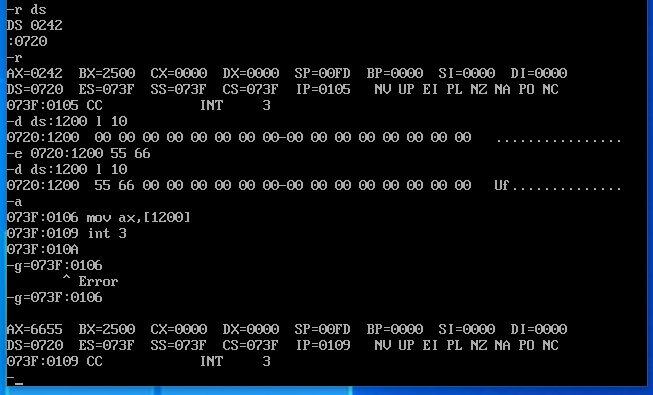 -r ds
DS 0242
:0720
-r
AX=0242  BX=2500  CX=0000  DX=0000  SP=00FD  BP=0000  SI=0000  DI=0000
DS=0720  ES=073F  SS=073F  CS=073F  IP=0105   NV UP EI PL NZ NA PO NC
073F:0105 CC            INT     3
-d ds:1200 l 10
0720:1200  00 00 00 00 00 00 00 00-00 00 00 00 00 00 00 00   ................
-e 0720:1200 55 66
-d ds:1200 l 10
0720:1200  55 66 00 00 00 00 00 00-00 00 00 00 00 00 00 00   Uf..............
-a
073F:0106 mov ax,[1200]
073F:0109 int 3
073F:010A
-g=073F:0106
       ^ Error
-g=073F:0106
AX=6655  BX=2500  CX=0000  DX=0000  SP=00FD  BP=0000  SI=0000  DI=0000
DS=0720  ES=073F  SS=073F  CS=073F  IP=0109   NV UP EI PL NZ NA PO NC
073F:0109 CC            INT     3
-_